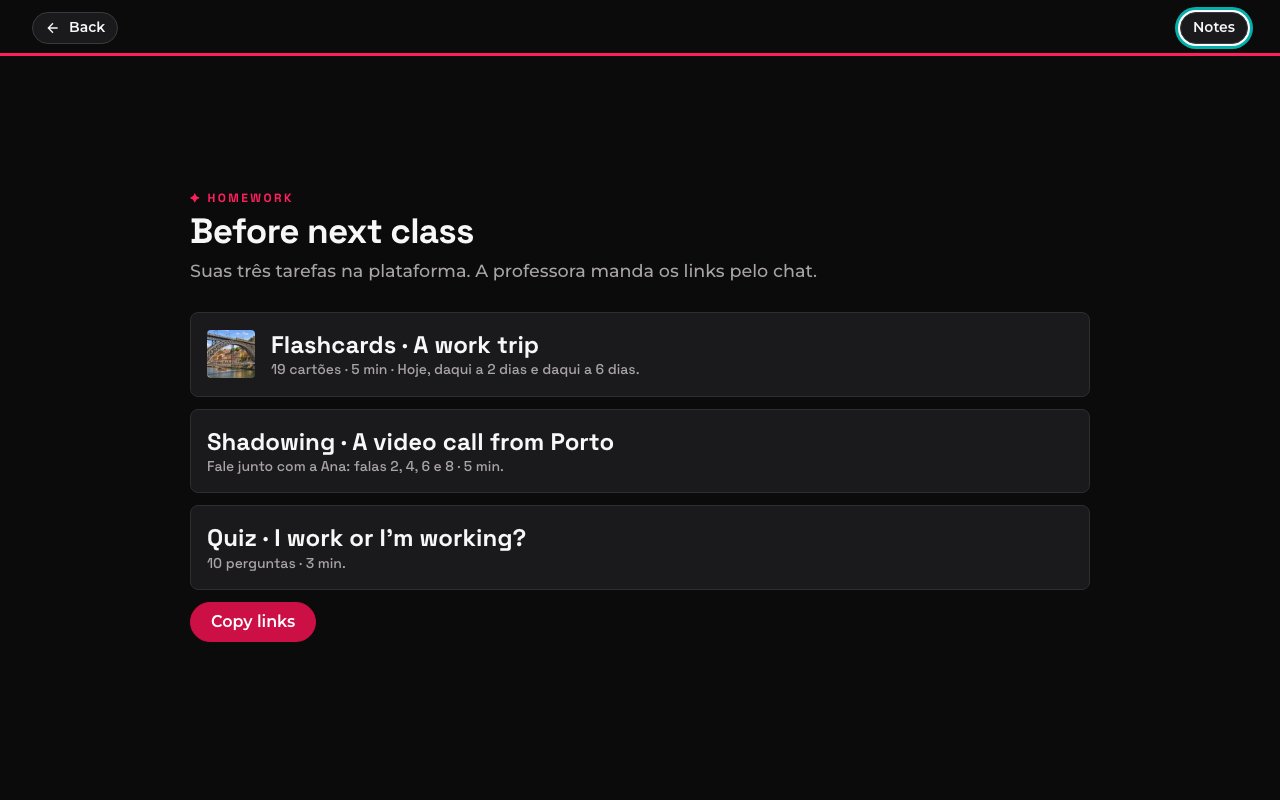 Back
Notes
HOMEWORK
Before next class
Suas três tarefas na plataforma. A professora manda os links pelo chat.
Flashcards · A work trip
19 cartões · 5 min · Hoje, daqui a 2 dias e daqui a 6 dias.
Shadowing · A video call from Porto
Fale junto com a Ana: falas 2, 4, 6 e 8 · 5 min.
Quiz · I work or I’m working?
10 perguntas · 3 min.
Copy links